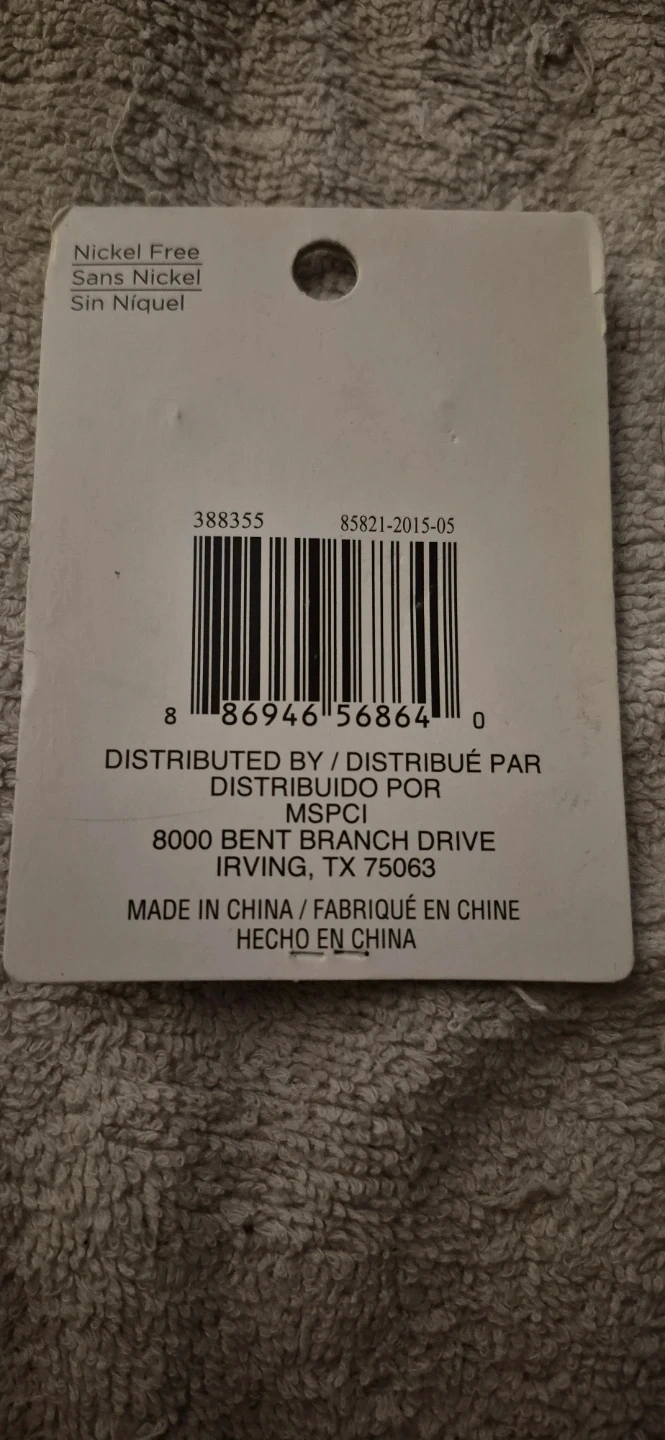 Nickel Free
Sans Nickel
Sin Níquel
388355 85821-2015-05
8 86946 56864 0
DISTRIBUTED BY / DISTRIBUÉ PAR
DISTRIBUIDO POR
MSPCI
8000 BENT BRANCH DRIVE
IRVING, TX 75063
MADE IN CHINA / FABRIQUÉ EN CHINE
HECHO EN CHINA